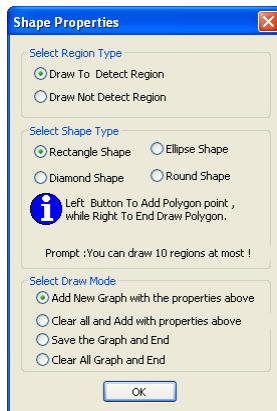 Shape Properties
Select Region Type
Draw To Detect Region
Draw Not Detect Region
Select Shape Type
Rectangle Shape
Ellipse Shape
Diamond Shape
Round Shape
Left Button To Add Polygon point ,
while Right To End Draw Polygon.
Prompt :You can draw 10 regions at most !
Select Draw Mode
Add New Graph with the properties above
Clear all and Add with properties above
Save the Graph and End
Clear All Graph and End
OK